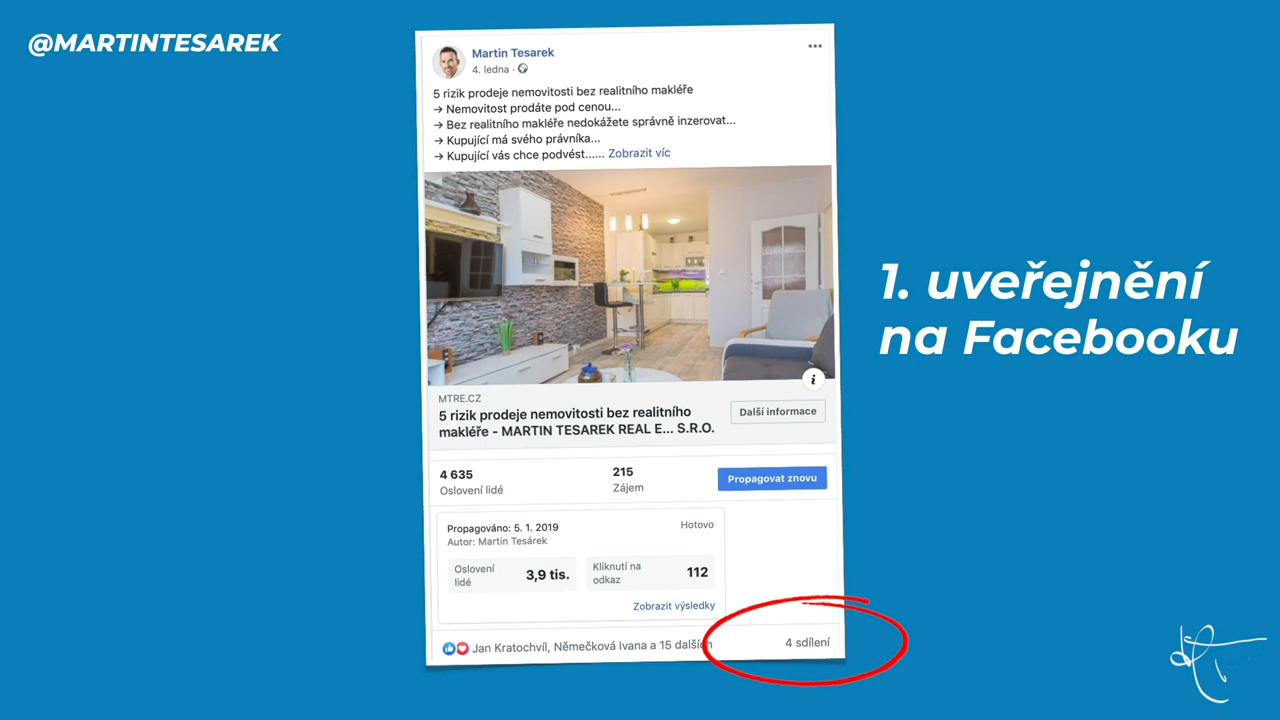 @MARTINTESAREK
Martin Tesarek
4. ledna ·
5 rizik prodeje nemovitosti bez realitního makléře
→ Nemovitost prodáte pod cenou...
→ Bez realitního makléře nedokážete správně inzerovat...
→ Kupující má svého právníka...
→ Kupující vás chce podvést...... Zobrazit víc
MTRE.CZ
5 rizik prodeje nemovitosti bez realitního
makléře - MARTIN TESAREK REAL E... S.R.O.
Další informace
4 635
Oslovení lidé
215
Zájem
Propagovat znovu
Propagováno: 5. 1. 2019
Hotovo
Autor: Martin Tesárek
Oslovení
lidé
3,9 tis.
Kliknutí na
odkaz
112
Zobrazit výsledky
Jan Kratochvíl, Němečková Ivana a 15 dalších
4 sdílení
1. uveřejnění
na Facebooku